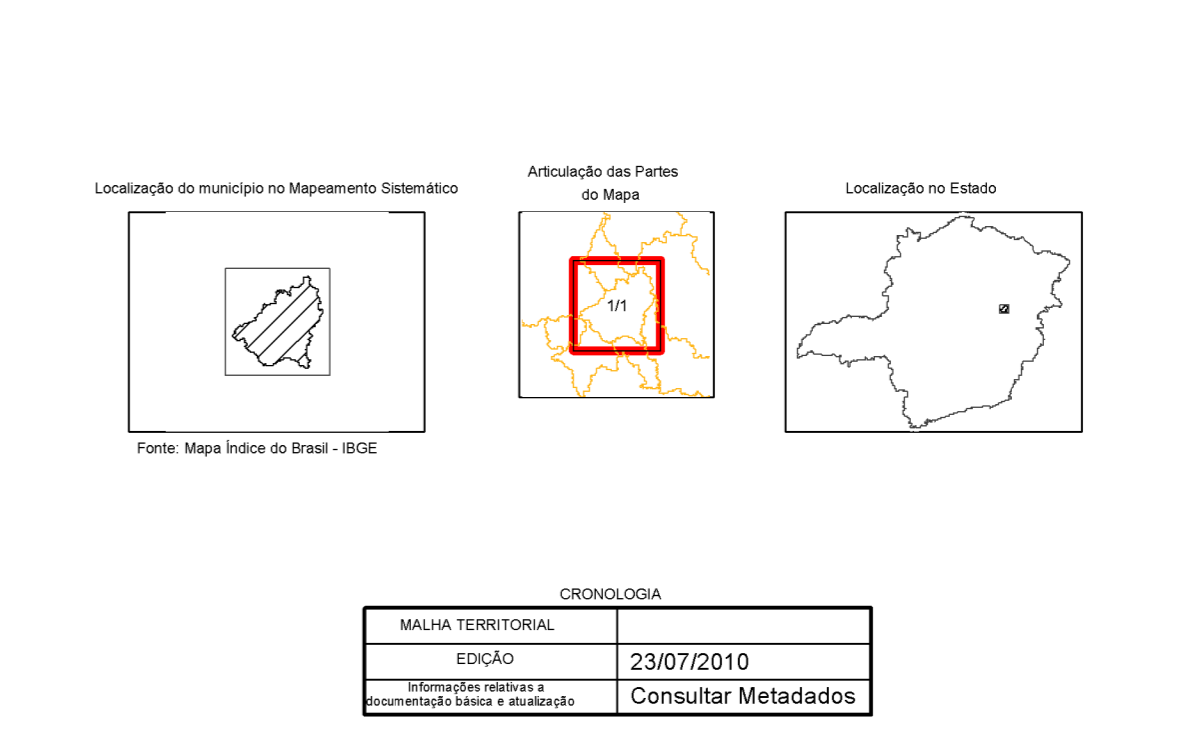 Articulação das Partes
do Mapa
Localização do município no Mapeamento Sistemático
Localização no Estado
1/1
Fonte: Mapa Índice do Brasil - IBGE
CRONOLOGIA
MALHA TERRITORIAL
EDIÇÃO
23/07/2010
Informações relativas a
documentação básica e atualização
Consultar Metadados